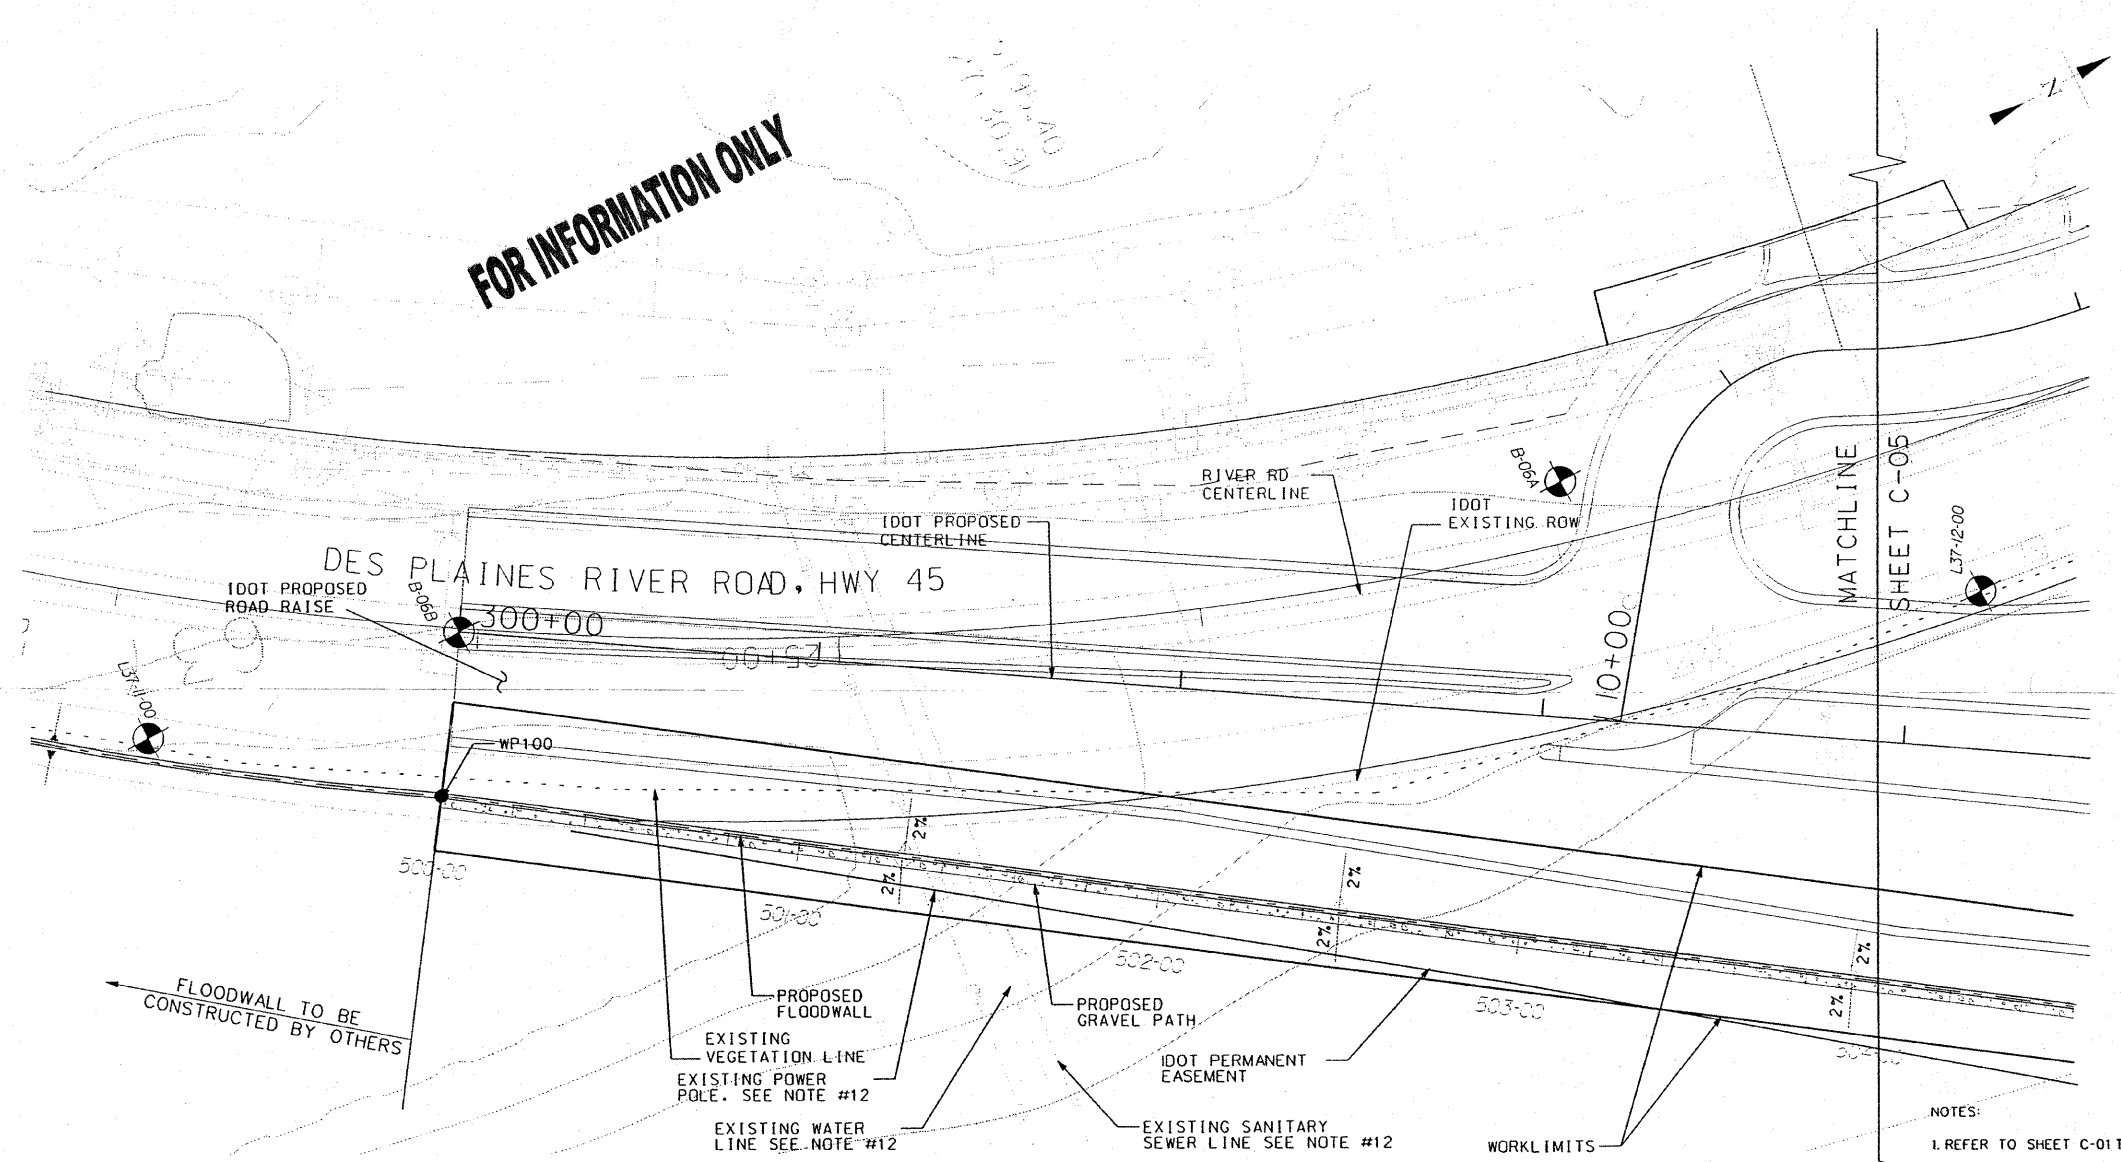 FOR INFORMATION ONLY
N
RIVER RD
CENTERLINE
IDOT PROPOSED
CENTERLINE
IDOT
EXISTING ROW
B-06A
MATCHLINE
SHEET C-05
L37-12-00
DES PLAINES RIVER ROAD, HWY 45
IDOT PROPOSED
ROAD RAISE
B-06B
300+00
25+00
10+00
L37-11-00
WP100
2%
2%
2%
2%
2%
2%
500+00
501+00
502+00
503+00
504+00
FLOODWALL TO BE
CONSTRUCTED BY OTHERS
PROPOSED
FLOODWALL
EXISTING
VEGETATION LINE
EXISTING POWER
POLE. SEE NOTE #12
EXISTING WATER
LINE SEE NOTE #12
PROPOSED
GRAVEL PATH
IDOT PERMANENT
EASEMENT
EXISTING SANITARY
SEWER LINE SEE NOTE #12
WORKLIMITS
NOTES:
1. REFER TO SHEET C-01